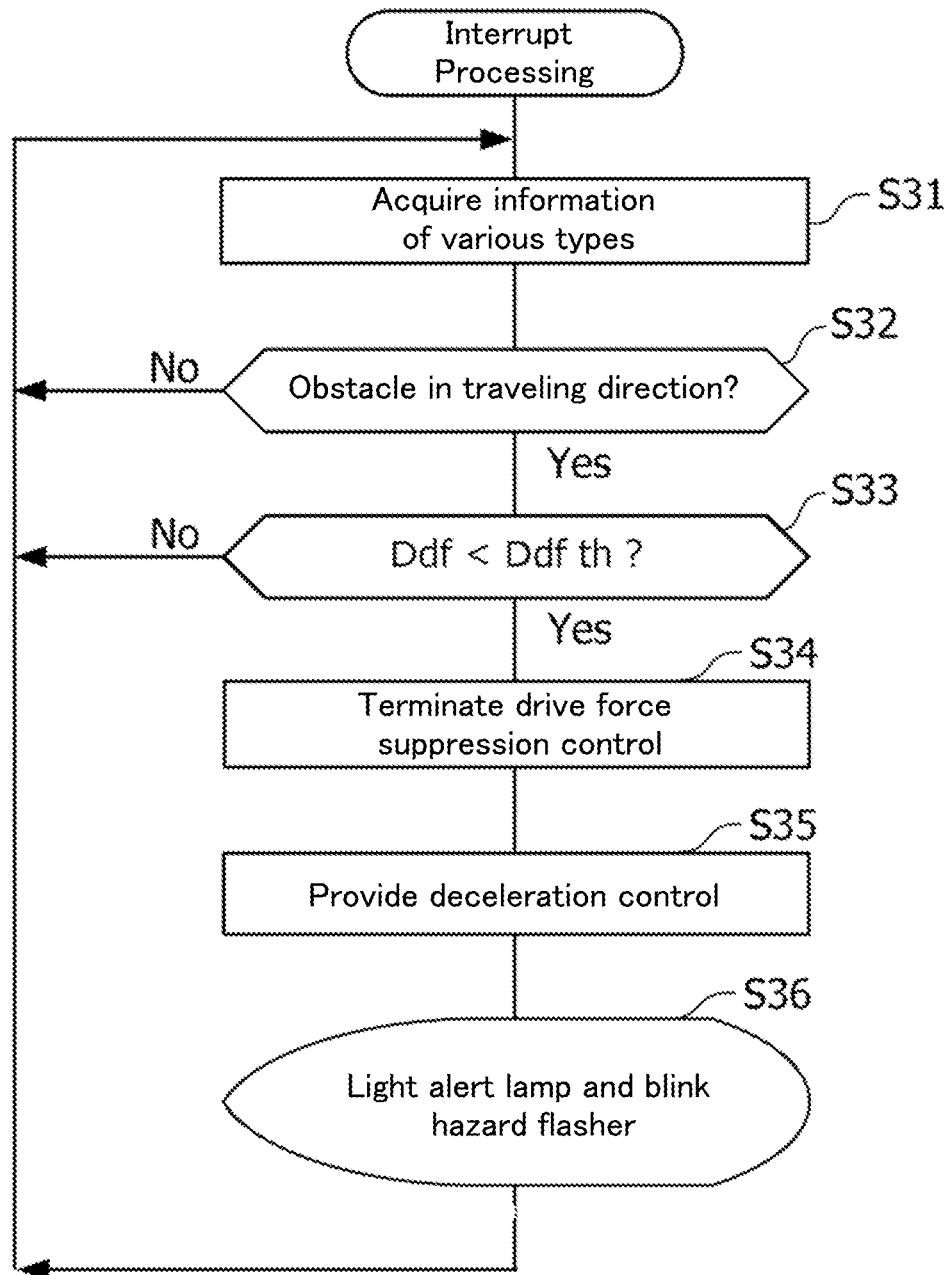 Interrupt
Processing
Acquire information
of various types
S31
S32
No
Obstacle in traveling direction?
Yes
S33
No
Ddf < Ddf th ?
Yes
S34
Terminate drive force
suppression control
S35
Provide deceleration control
S36
Light alert lamp and blink
hazard flasher